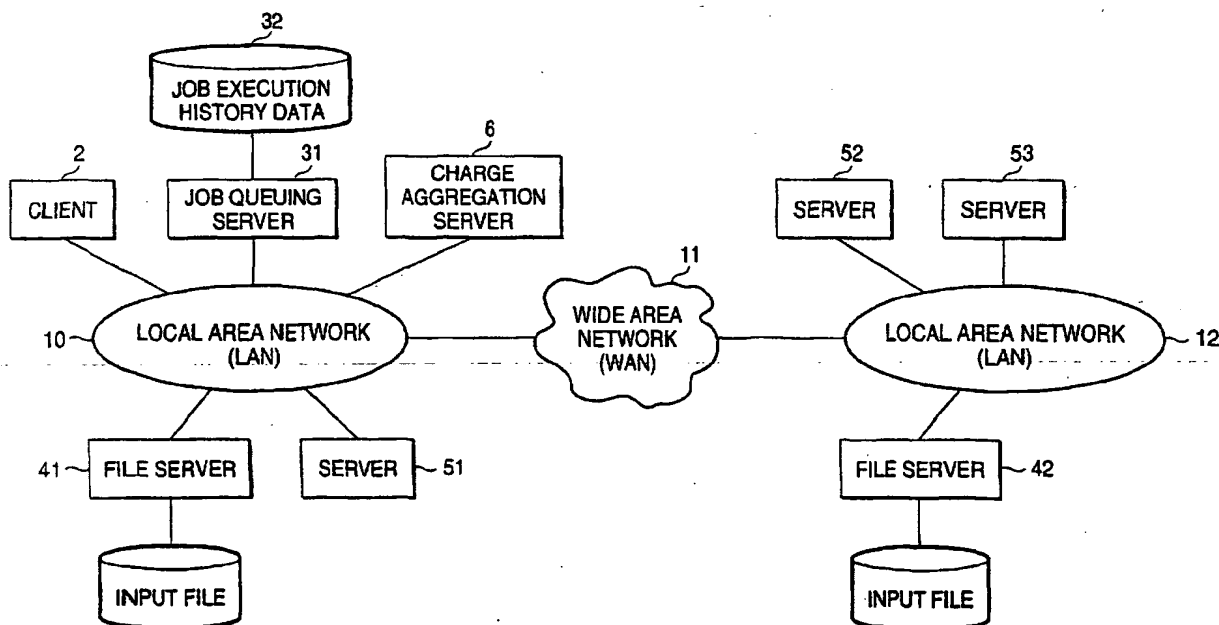 32
JOB EXECUTION
HISTORY DATA
2
CLIENT
31
JOB QUEUING
SERVER
6
CHARGE
AGGREGATION
SERVER
52
SERVER
53
SERVER
10
LOCAL AREA NETWORK
(LAN)
11
WIDE AREA
NETWORK
(WAN)
LOCAL AREA NETWORK
(LAN)
12
41
FILE SERVER
SERVER
51
FILE SERVER
42
INPUT FILE
INPUT FILE